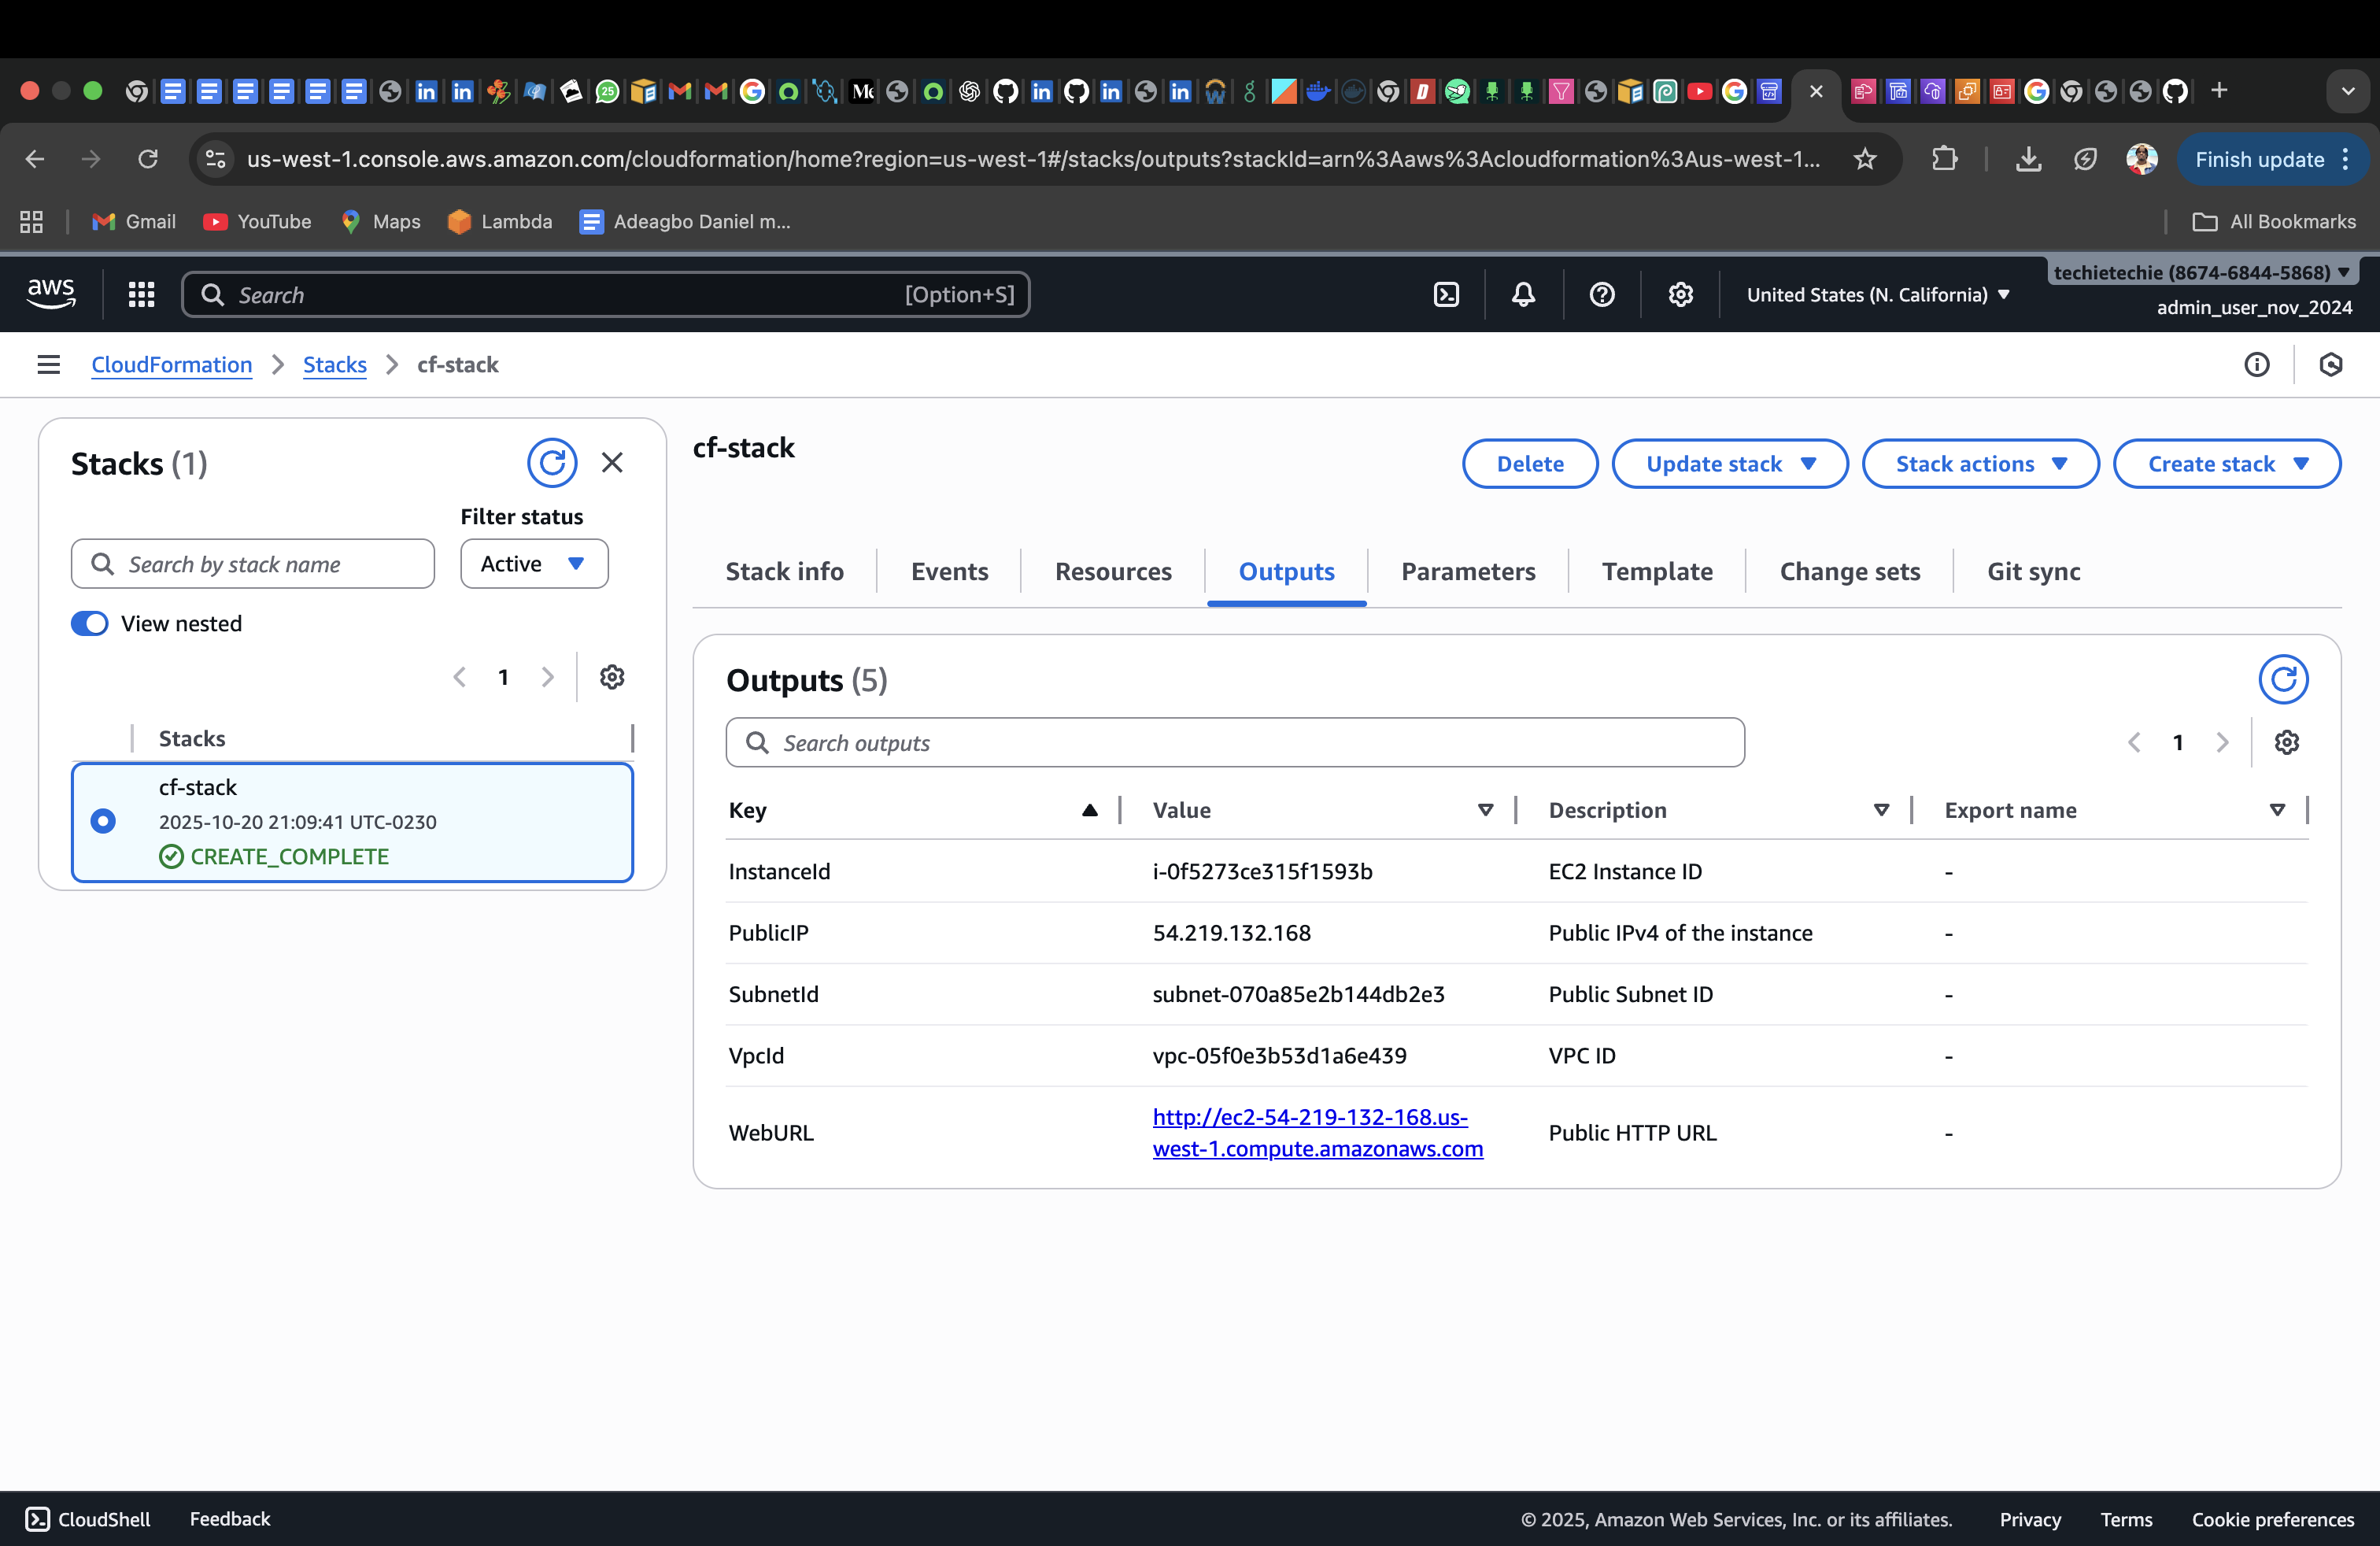 25
Me
us-west-1.console.aws.amazon.com/cloudformation/home?region=us-west-1#/stacks/outputs?stackId=arn%3Aaws%3Acloudformation%3Aus-west-1...
Finish update
Gmail
YouTube
Maps
Lambda
Adeagbo Daniel m...
All Bookmarks
aws
Search
[Option+S]
United States (N. California)
techietechie (8674-6844-5868)
admin_user_nov_2024
CloudFormation
Stacks
cf-stack
Stacks (1)
Filter status
Search by stack name
Active
View nested
1
Stacks
cf-stack
2025-10-20 21:09:41 UTC-0230
CREATE_COMPLETE
cf-stack
Delete
Update stack
Stack actions
Create stack
Stack info
Events
Resources
Outputs
Parameters
Template
Change sets
Git sync
Outputs (5)
Search outputs
1
Key Value Description Export name
InstanceId i-0f5273ce315f1593b EC2 Instance ID -
PublicIP 54.219.132.168 Public IPv4 of the instance -
SubnetId subnet-070a85e2b144db2e3 Public Subnet ID -
VpcId vpc-05f0e3b53d1a6e439 VPC ID -
WebURL http://ec2-54-219-132-168.us-
west-1.compute.amazonaws.com Public HTTP URL -
CloudShell
Feedback
© 2025, Amazon Web Services, Inc. or its affiliates.
Privacy
Terms
Cookie preferences